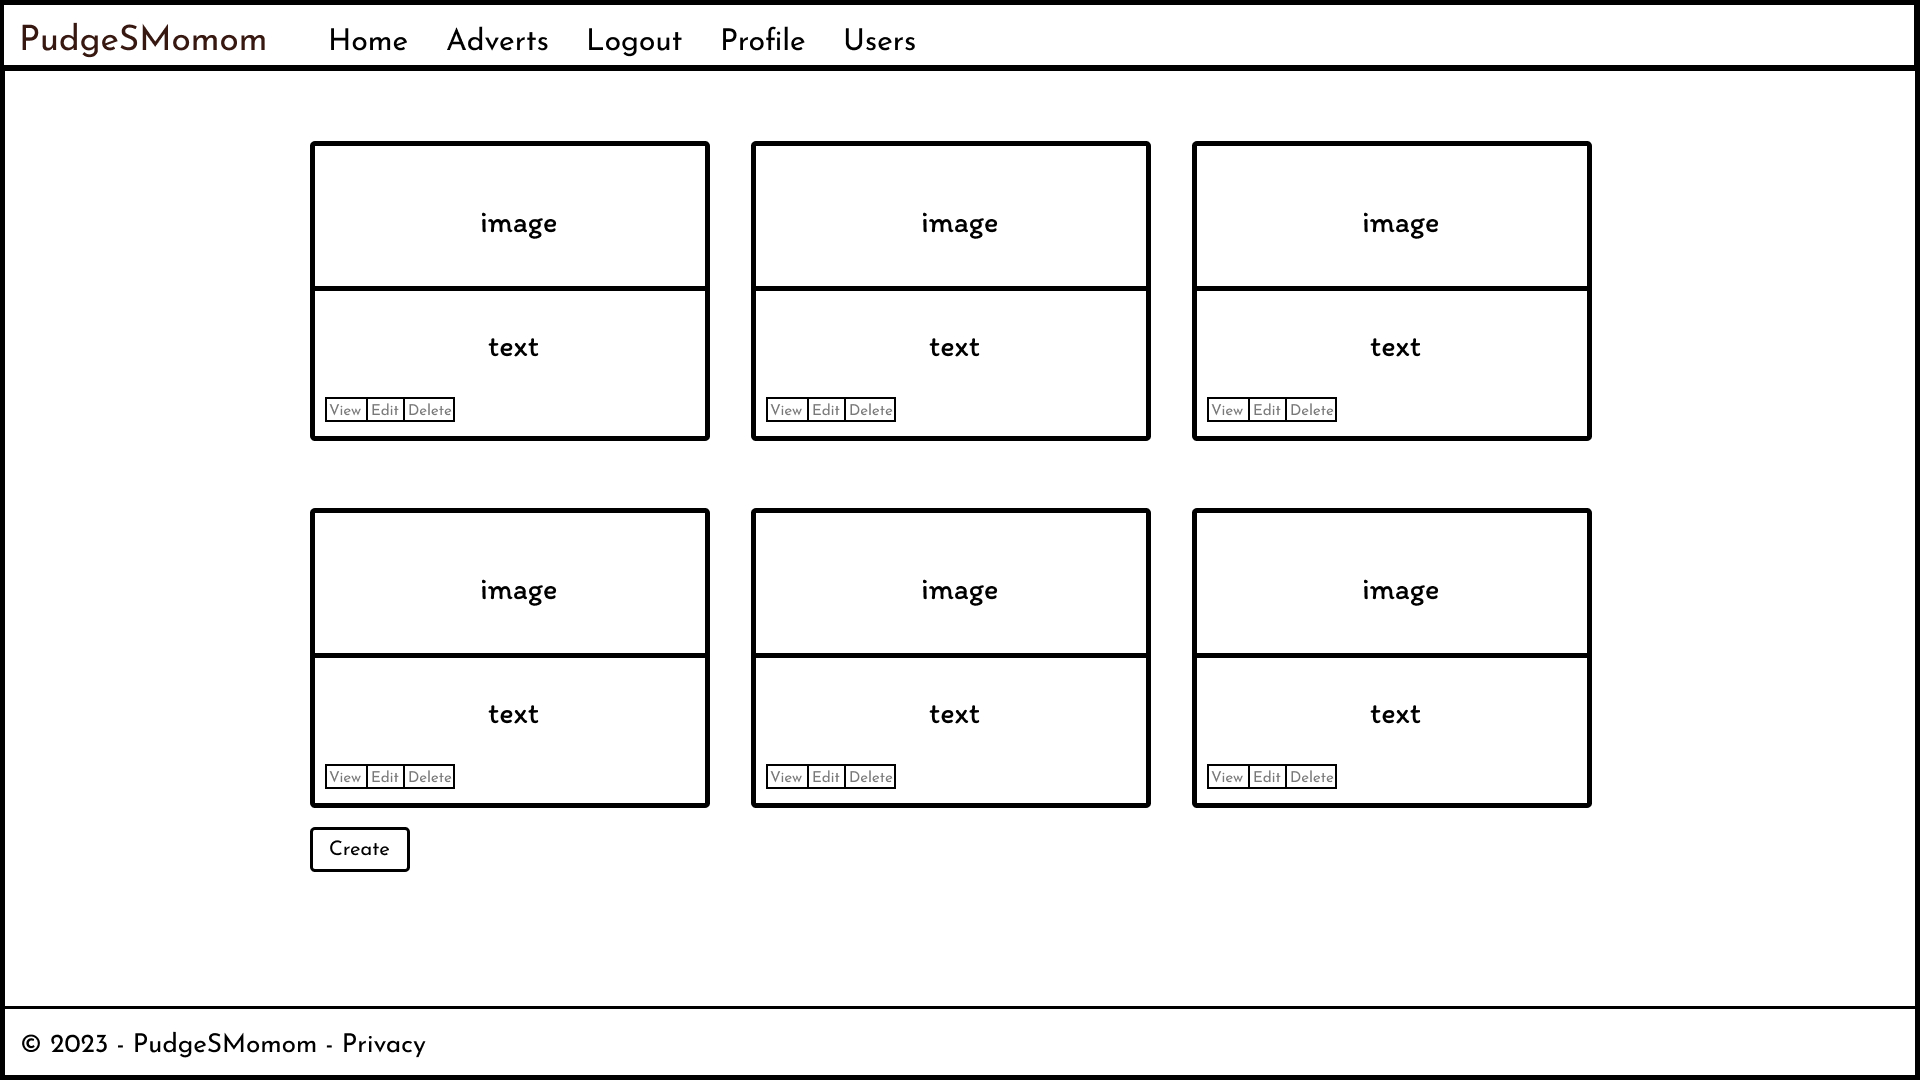 PudgeSMomom Home Adverts Logout Profile Users
image image image
text text text
View Edit Delete View Edit Delete View Edit Delete
image image image
text text text
View Edit Delete View Edit Delete View Edit Delete
Create
© 2023 - PudgeSMomom - Privacy